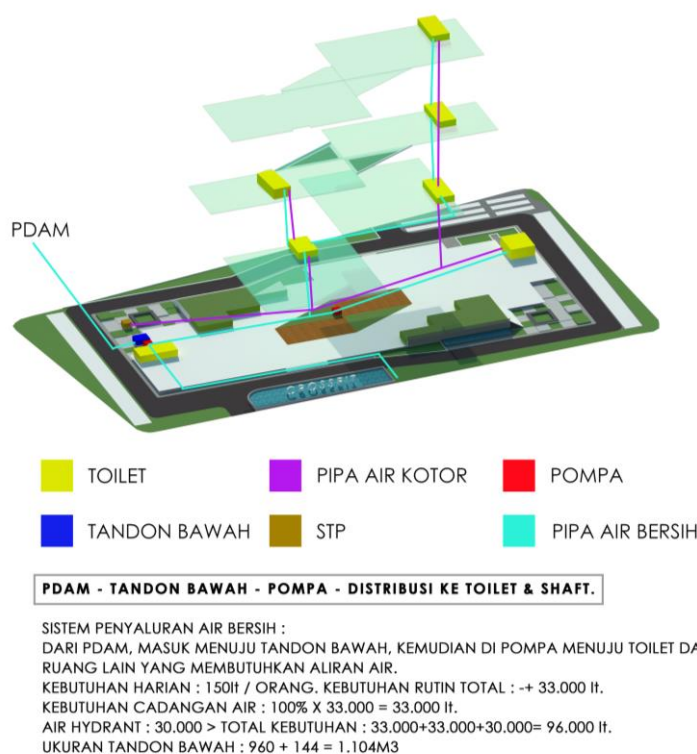 PDAM
TOILET
PIPA AIR KOTOR
POMPA
TANDON BAWAH
STP
PIPA AIR BERSIH
PDAM - TANDON BAWAH - POMPA - DISTRIBUSI KE TOILET & SHAFT.
SISTEM PENYALURAN AIR BERSIH :
DARI PDAM, MASUK MENUJU TANDON BAWAH, KEMUDIAN DI POMPA MENUJU TOILET
RUANG LAIN YANG MEMBUTUHKAN ALIRAN AIR.
KEBUTUHAN HARIAN : 150lt / ORANG. KEBUTUHAN RUTIN TOTAL : -+ 33.000 lt.
KEBUTUHAN CADANGAN AIR : 100% X 33.000 = 33.000 lt.
AIR HYDRANT : 30.000 > TOTAL KEBUTUHAN : 33.000+33.000+30.000= 96.000 lt.
UKURAN TANDON BAWAH : 960 + 144 = 1.104M3